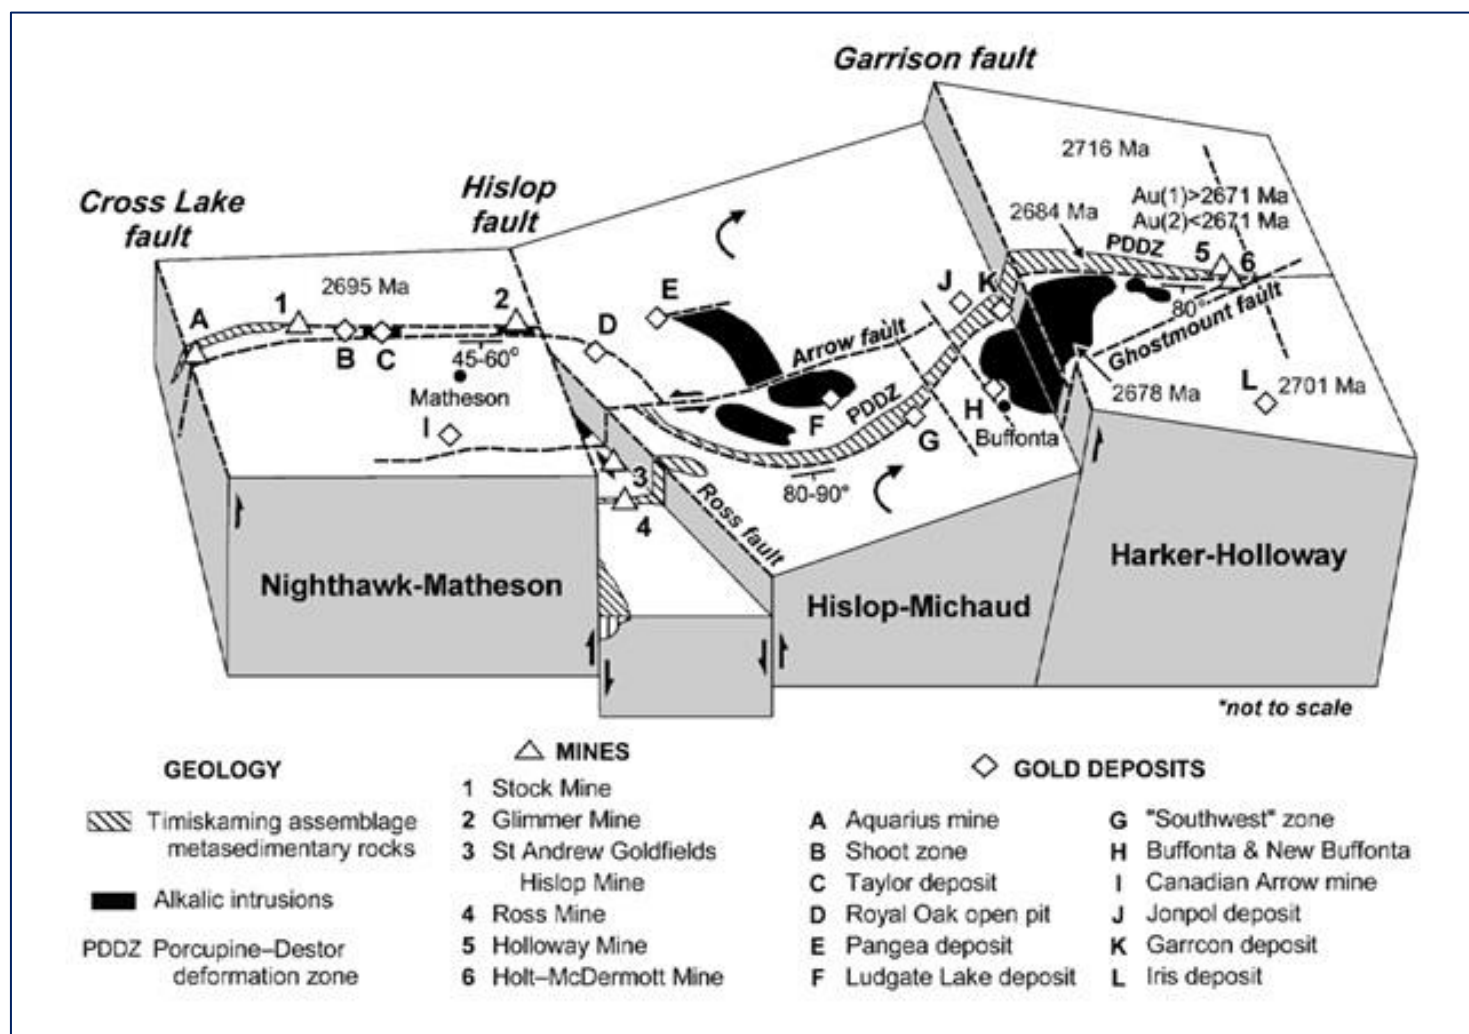 Garrison fault
Cross Lake
fault
Hislop
fault
2716 Ma
Au(1)>2671 Ma
Au(2)<2671 Ma
2684 Ma
PDDZ
5
6
80°
Ghostmount fault
2678 Ma
L
2701 Ma
A
1
2695 Ma
2
B
C
45-60°
Matheson
I
D
E
Arrow fault
J
K
F
PDDZ
G
H
Buffonta
80-90°
3
4
Ross fault
Nighthawk-Matheson
Hislop-Michaud
Harker-Holloway
*not to scale
GEOLOGY
Timiskaming assemblage
metasedimentary rocks
Alkalic intrusions
PDDZ Porcupine–Destor
deformation zone
MINES
1 Stock Mine
2 Glimmer Mine
3 St Andrew Goldfields
Hislop Mine
4 Ross Mine
5 Holloway Mine
6 Holt–McDermott Mine
GOLD DEPOSITS
A Aquarius mine
B Shoot zone
C Taylor deposit
D Royal Oak open pit
E Pangea deposit
F Ludgate Lake deposit
G "Southwest" zone
H Buffonta & New Buffonta
I Canadian Arrow mine
J Jonpol deposit
K Garrcon deposit
L Iris deposit